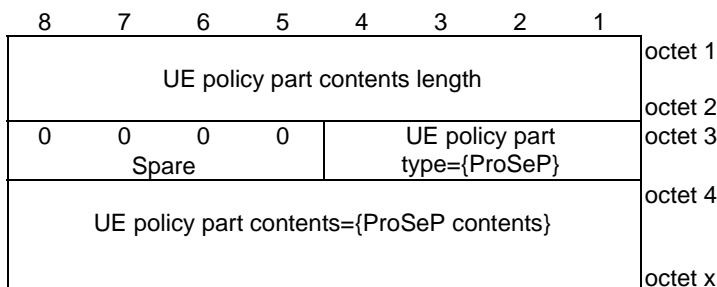 8 7 6 5 4 3 2 1
UE policy part contents length octet 1
octet 2
0 0 0 0 UE policy part octet 3
Spare type={ProSeP}
octet 4
UE policy part contents={ProSeP contents}
octet x